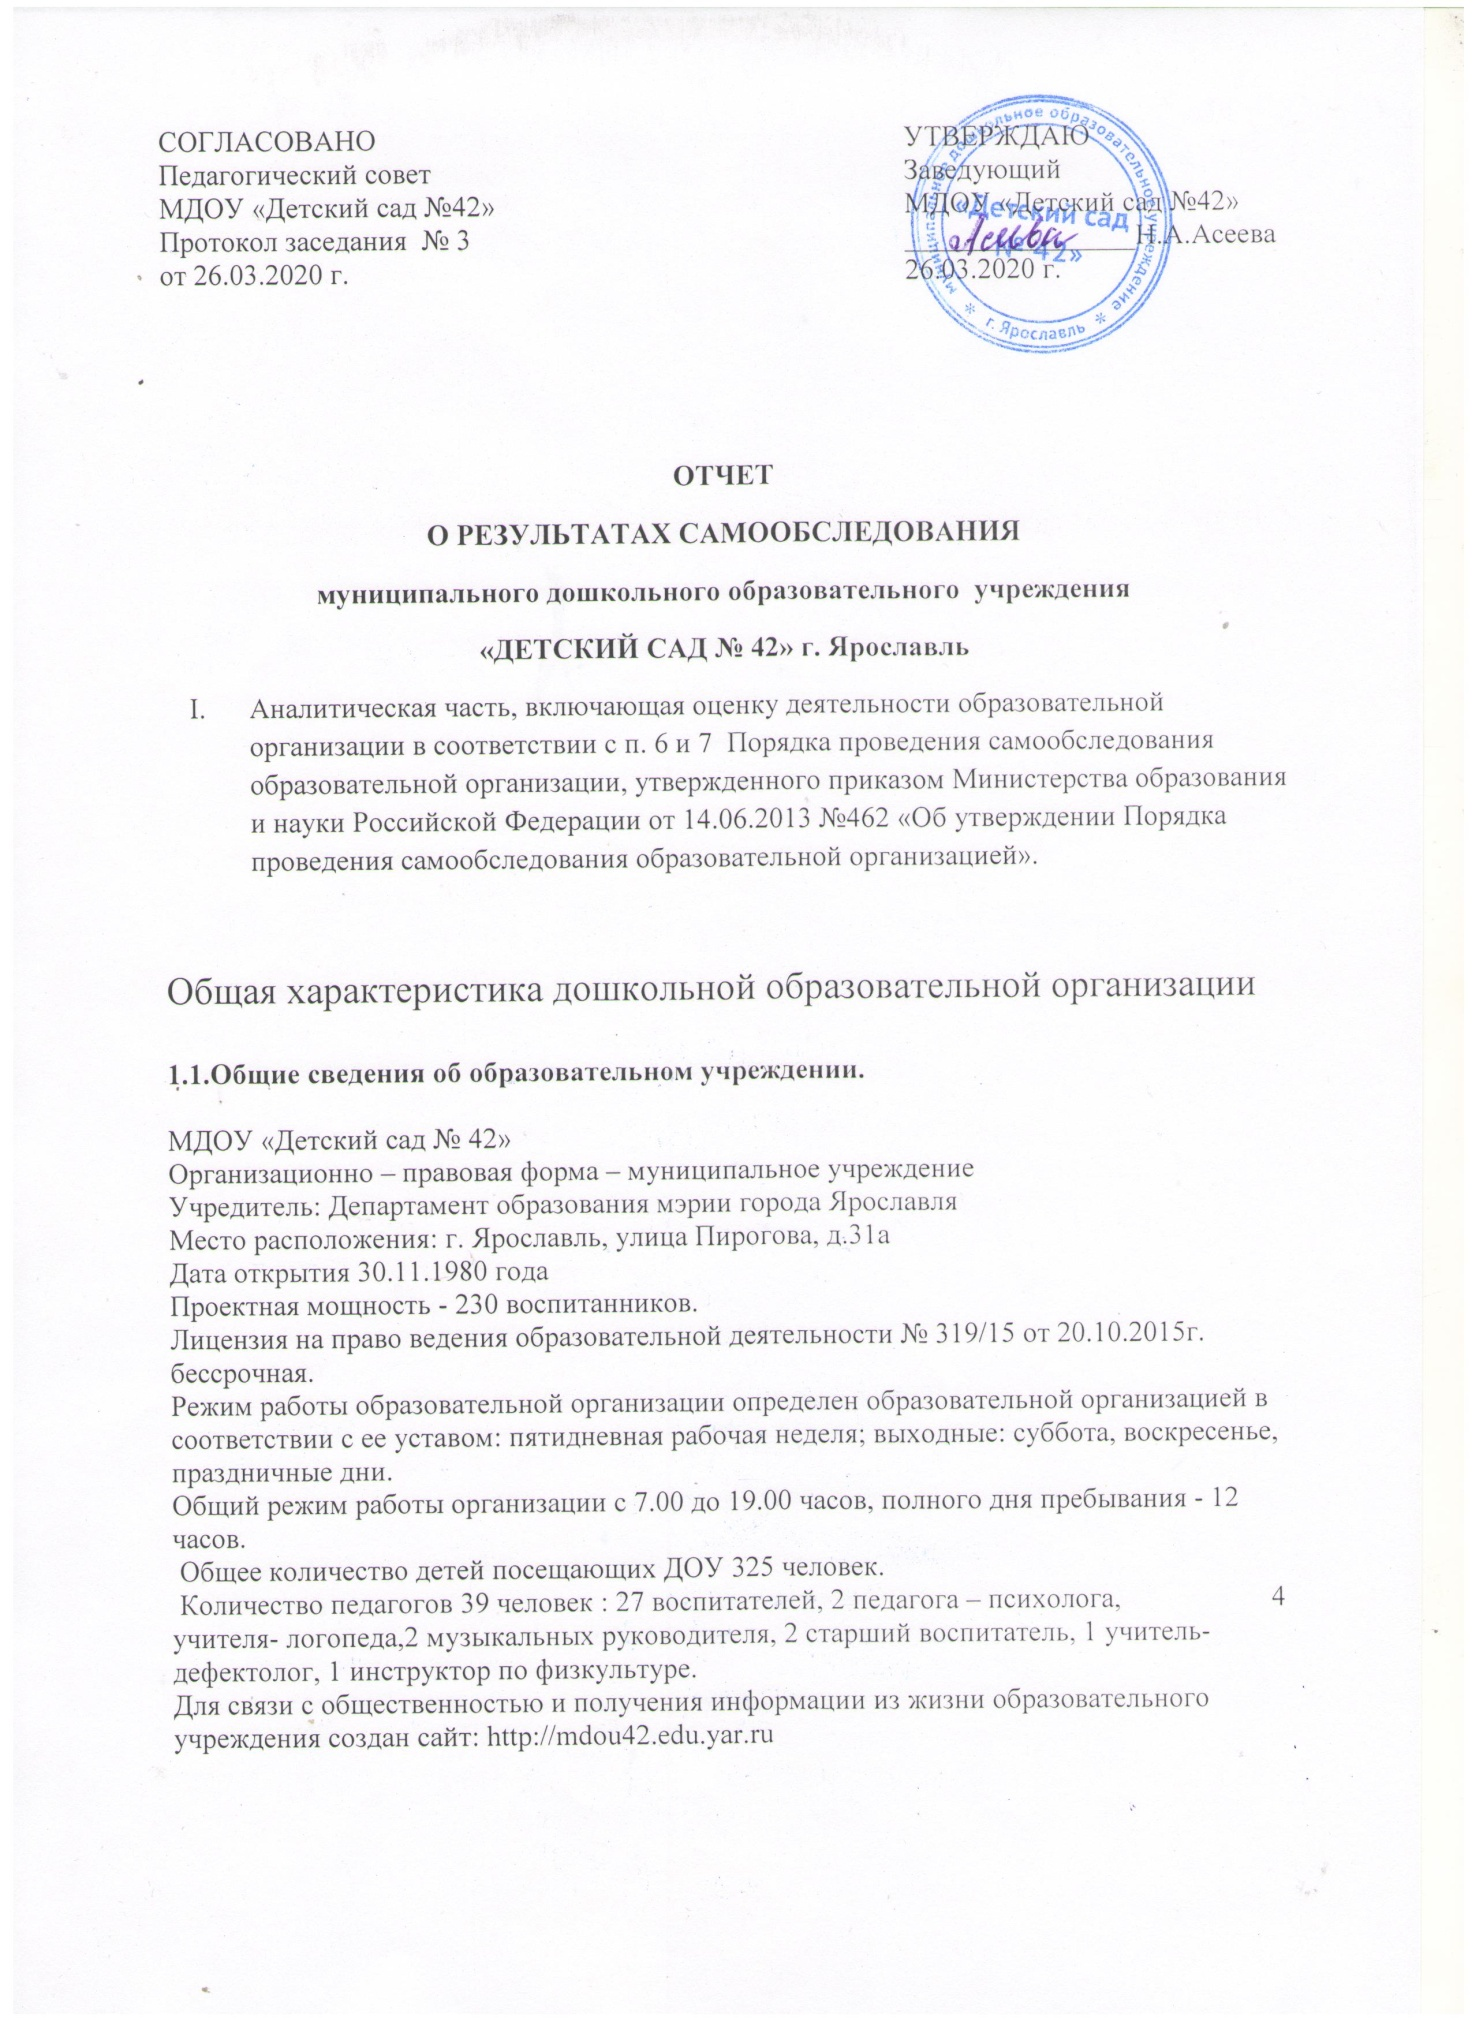 СОГЛАСОВАНО
Педагогический совет
МДОУ «Детский сад №42»
Протокол заседания № 3
от 26.03.2020 г.
УТВЕРЖДАЮ
Заведующий
МДОУ «Детский сад №42»
Н.А.Асеева
26.03.2020 г.
муниципальное дошкольное образовательное учреждение
«Детский сад
№ 42»
г. Ярославль
ОТЧЕТ
О РЕЗУЛЬТАТАХ САМООБСЛЕДОВАНИЯ
муниципального дошкольного образовательного учреждения
«ДЕТСКИЙ САД № 42» г. Ярославль
I. Аналитическая часть, включающая оценку деятельности образовательной
организации в соответствии с п. 6 и 7 Порядка проведения самообследования
образовательной организации, утвержденного приказом Министерства образования
и науки Российской Федерации от 14.06.2013 №462 «Об утверждении Порядка
проведения самообследования образовательной организацией».
Общая характеристика дошкольной образовательной организации
1.1.Общие сведения об образовательном учреждении.
МДОУ «Детский сад № 42»
Организационно – правовая форма – муниципальное учреждение
Учредитель: Департамент образования мэрии города Ярославля
Место расположения: г. Ярославль, улица Пирогова, д.31а
Дата открытия 30.11.1980 года
Проектная мощность - 230 воспитанников.
Лицензия на право ведения образовательной деятельности № 319/15 от 20.10.2015г.
бессрочная.
Режим работы образовательной организации определен образовательной организацией в
соответствии с ее уставом: пятидневная рабочая неделя; выходные: суббота, воскресенье,
праздничные дни.
Общий режим работы организации с 7.00 до 19.00 часов, полного дня пребывания - 12
часов.
Общее количество детей посещающих ДОУ 325 человек.
Количество педагогов 39 человек : 27 воспитателей, 2 педагога – психолога, 4
учителя- логопеда,2 музыкальных руководителя, 2 старший воспитатель, 1 учитель-
дефектолог, 1 инструктор по физкультуре.
Для связи с общественностью и получения информации из жизни образовательного
учреждения создан сайт: http://mdou42.edu.yar.ru